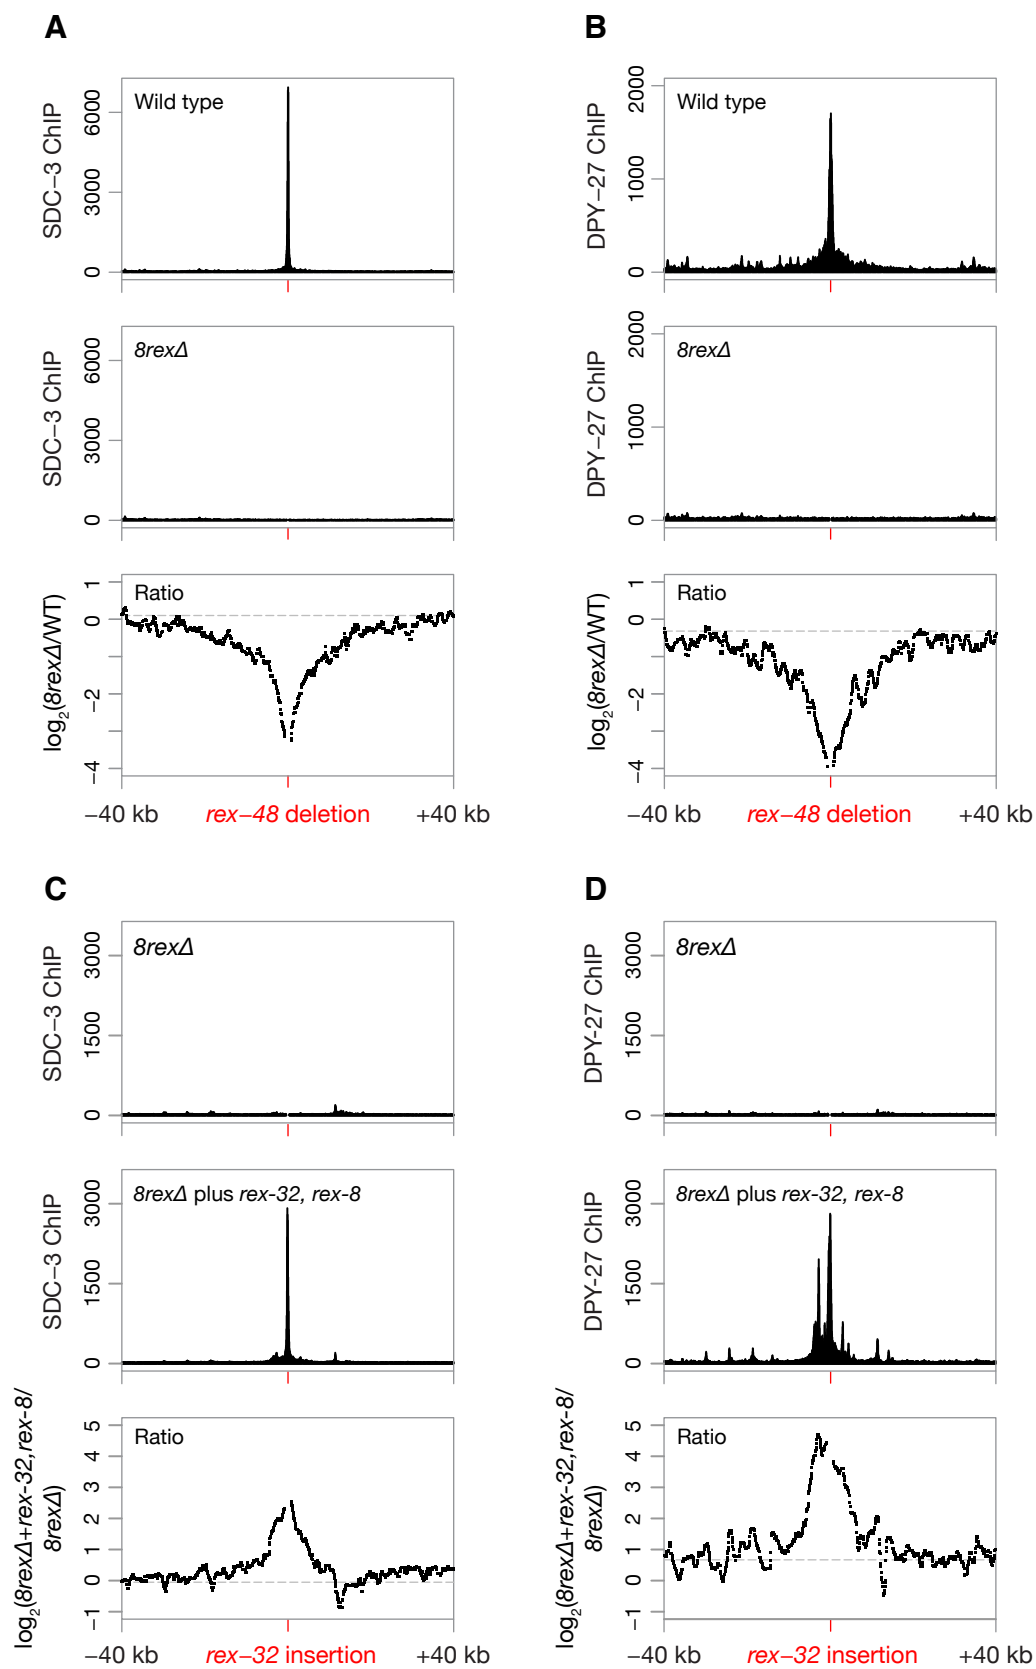 A
SDC−3 ChIP
6000
3000
0
Wild type
SDC−3 ChIP
6000
3000
0
8rexΔ
log2(8rexΔ/WT)
1
0
−2
−4
Ratio
−40 kb
rex−48 deletion
+40 kb
B
DPY−27 ChIP
2000
1000
0
Wild type
DPY−27 ChIP
2000
1000
0
8rexΔ
log2(8rexΔ/WT)
1
0
−2
−4
Ratio
−40 kb
rex−48 deletion
+40 kb
C
SDC−3 ChIP
3000
1500
0
8rexΔ
SDC−3 ChIP
3000
1500
0
8rexΔ plus rex-32, rex-8
log2(8rexΔ+rex-32,rex-8/
8rexΔ)
5
4
3
2
1
0
−1
Ratio
−40 kb
rex−32 insertion
+40 kb
D
DPY-27 ChIP
3000
1500
0
8rexΔ
DPY-27 ChIP
3000
1500
0
8rexΔ plus rex-32, rex-8
log2(8rexΔ+rex-32,rex-8/
8rexΔ)
5
4
3
2
1
0
−1
Ratio
−40 kb
rex−32 insertion
+40 kb